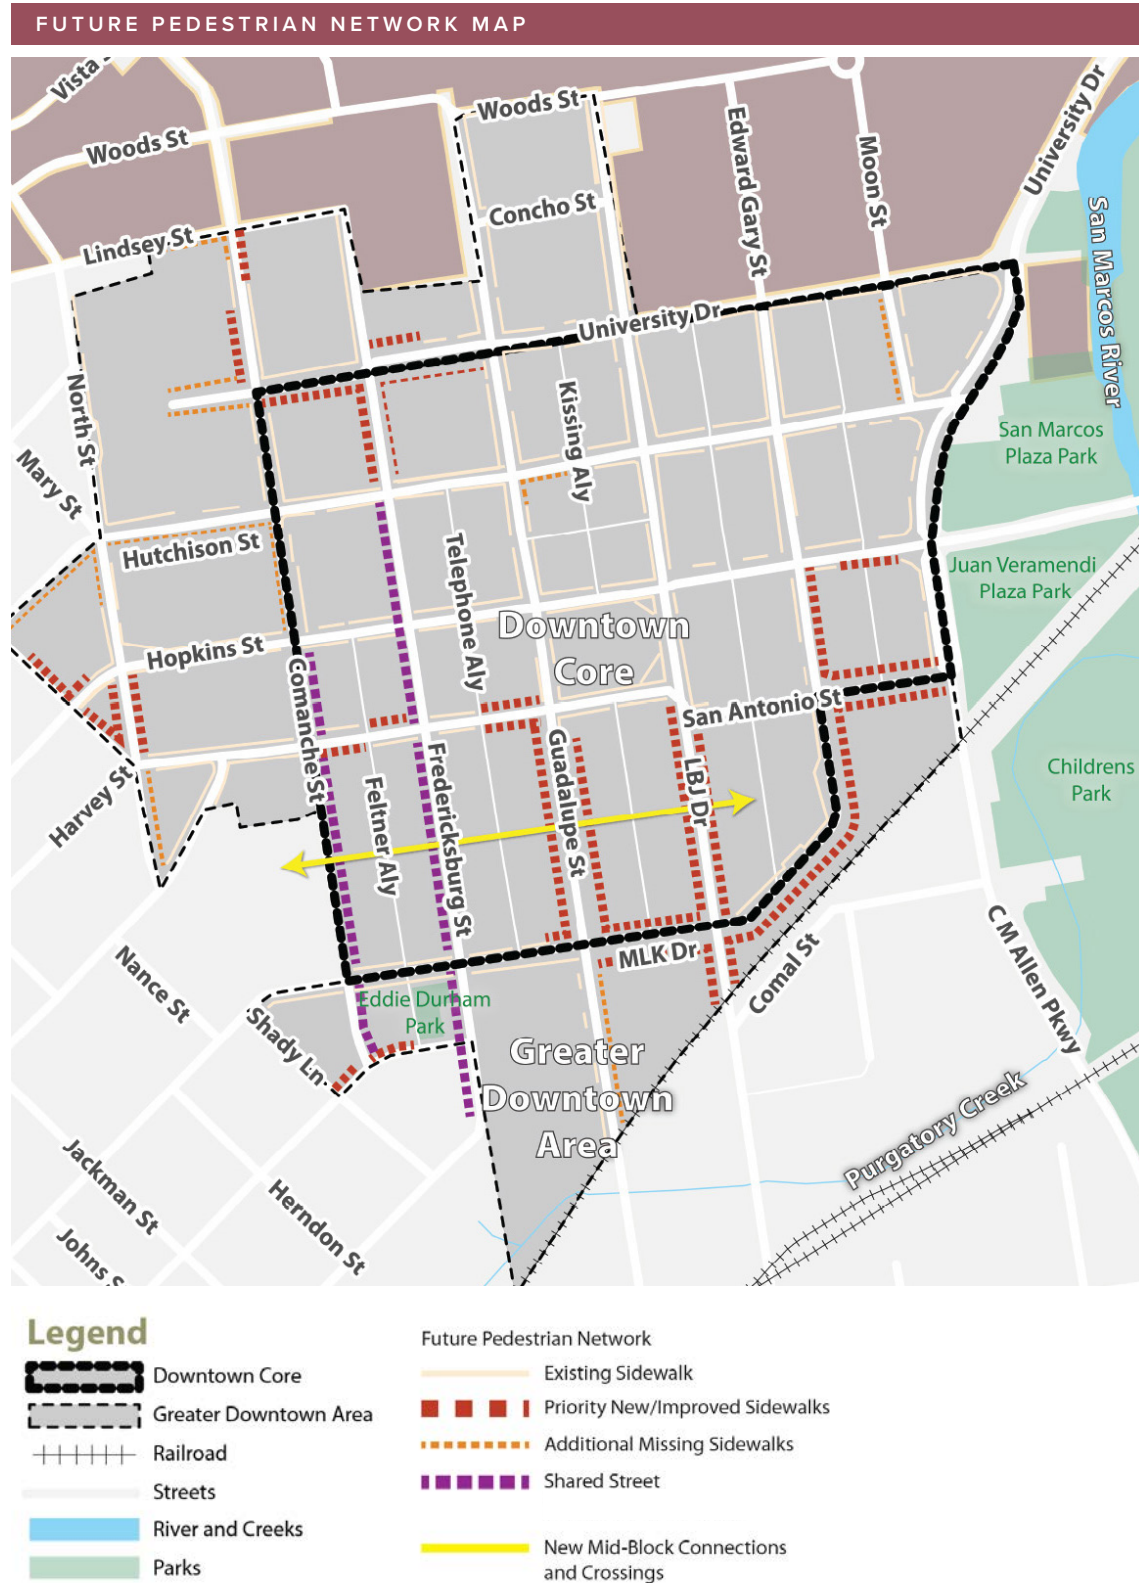 FUTURE PEDESTRIAN NETWORK MAP
Vista
Woods St
Woods St
University Dr
Edward Gary St
Moon St
Concho St
San Marcos River
Lindsey St
University Dr
North St
Kissing Aly
San Marcos
Plaza Park
Mary St
Hutchison St
Telephone Aly
Juan Veramendi
Plaza Park
Downtown
Core
Hopkins St
Comanche St
San Antonio St
Harvey St
Feltner Aly
Fredericksburg St
Guadalupe St
LBJ Dr
Childrens
Park
Nance St
MLK Dr
Comal St
C M Allen Pkwy
Eddie Durham
Park
Shady Ln
Greater
Downtown
Area
Purgatory Creek
Jackman St
Herndon St
Johns
Legend
Downtown Core
Greater Downtown Area
Railroad
Streets
River and Creeks
Parks
Future Pedestrian Network
Existing Sidewalk
Priority New/Improved Sidewalks
Additional Missing Sidewalks
Shared Street
New Mid-Block Connections
and Crossings